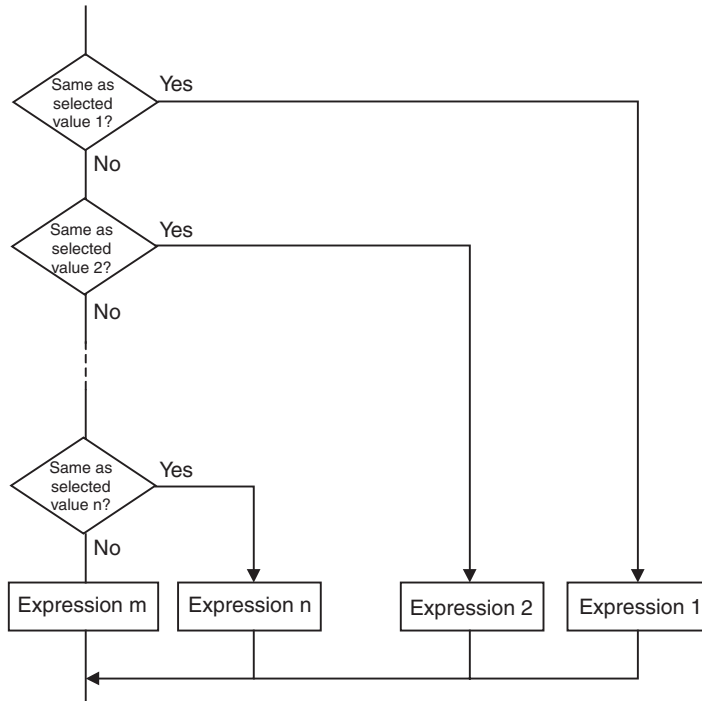 Same as
selected
value 1?
Yes
No
Same as
selected
value 2?
Yes
No
Same as
selected
value n?
Yes
No
Expression m
Expression n
Expression 2
Expression 1